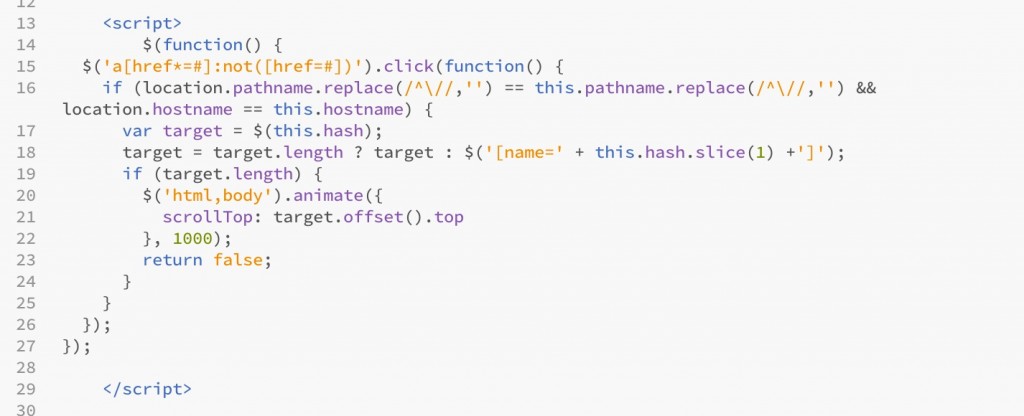 12
13 <script>
14 $(function() {
15 $('a[href*=#]:not([href=#])').click(function() {
16 if (location.pathname.replace(/^\//,'') == this.pathname.replace(/^\//,'') &&
location.hostname == this.hostname) {
17 var target = $(this.hash);
18 target = target.length ? target : $('[name=' + this.hash.slice(1) +']');
19 if (target.length) {
20 $('html,body').animate({
21 scrollTop: target.offset().top
22 }, 1000);
23 return false;
24 }
25 }
26 });
27 });
28
29 </script>
30